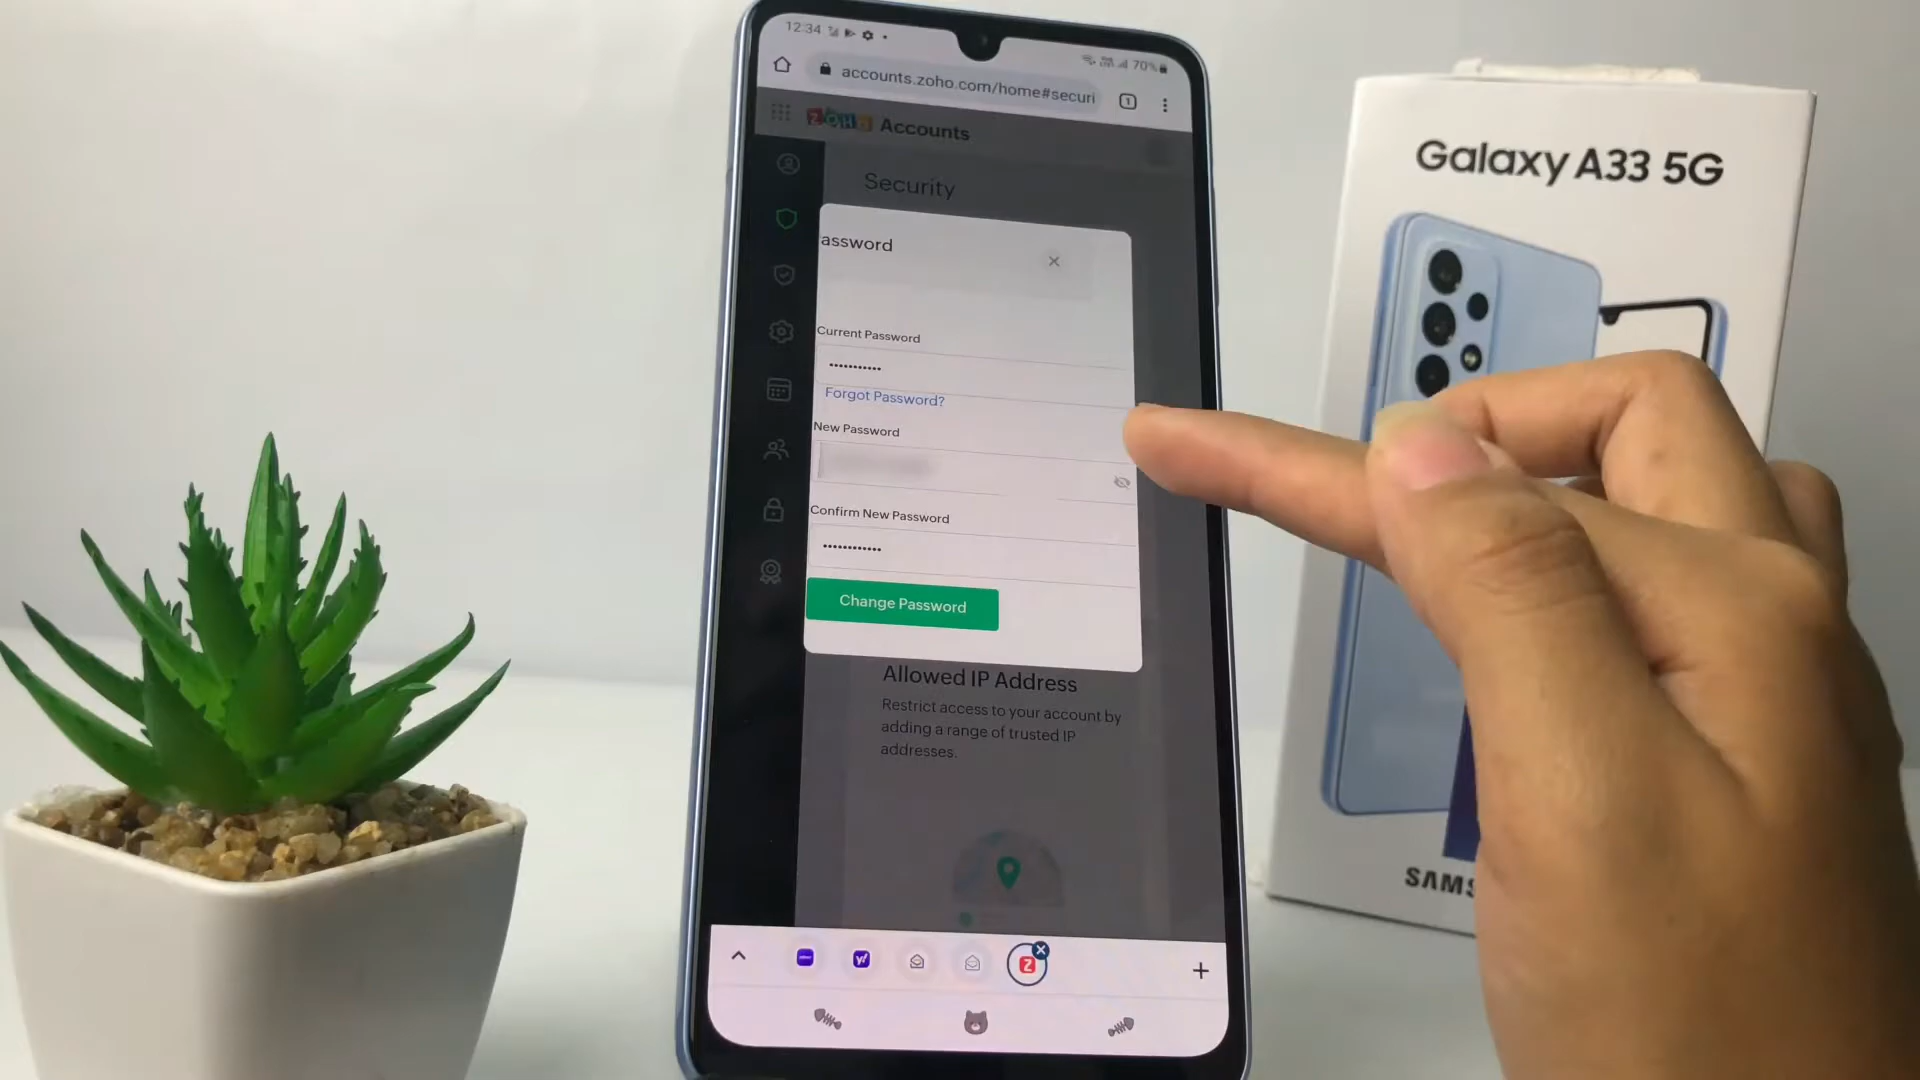 12:34
70%
accounts.zoho.com/home#securi
1
ZOHO Accounts
Security
assword
Current Password
•••••••••••
Forgot Password?
New Password
Confirm New Password
••••••••••••
Change Password
Allowed IP Address
Restrict access to your account by
adding a range of trusted IP
addresses.
y!
Z
Galaxy A33 5G
SAMS